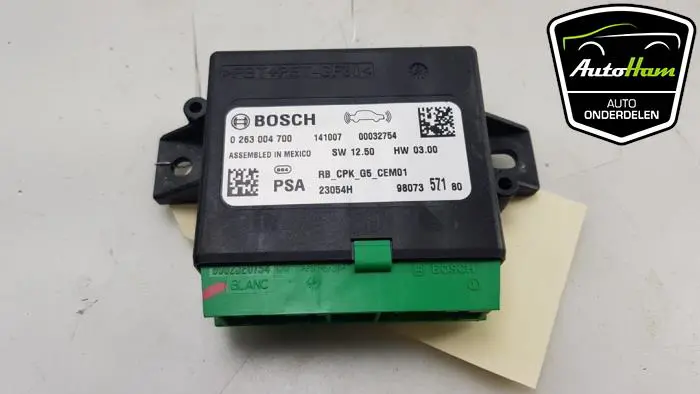 AutoHam
AUTO
ONDERDELEN
BOSCH
0 263 004 700 141007 00032754
ASSEMBLED IN MEXICO SW 12.50 HW 03.00
PSA RB_CPK_G5_CEM01
23054H 98073 5Z1 80
BOSCH
BLANC